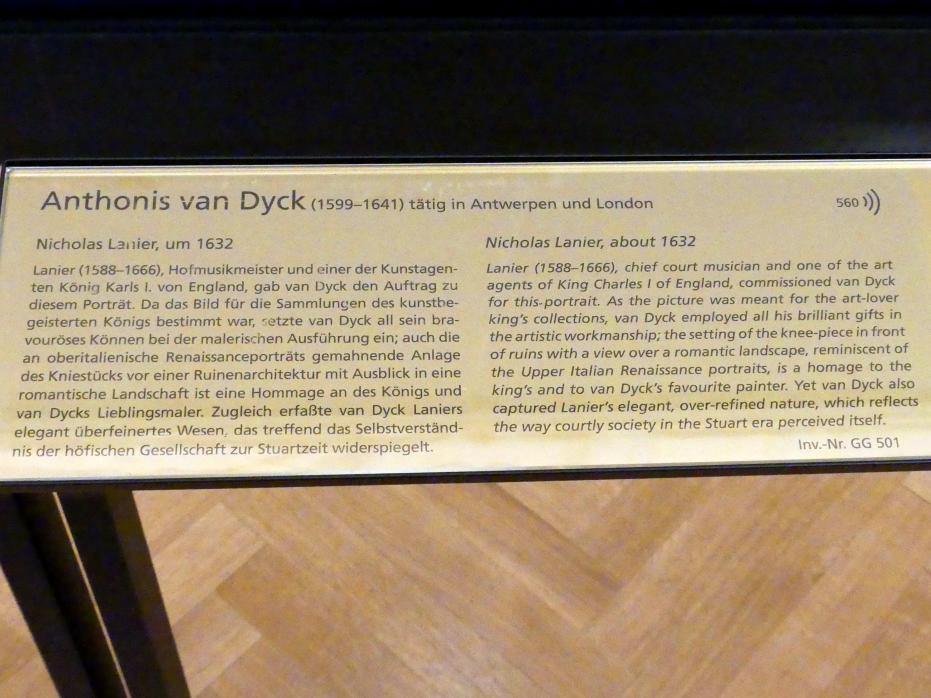 Anthonis van Dyck (1599–1641) tätig in Antwerpen und London
560
Nicholas Lanier, um 1632
Lanier (1588–1666), Hofmusikmeister und einer der Kunstagen-
ten König Karls I. von England, gab van Dyck den Auftrag zu
diesem Porträt. Da das Bild für die Sammlungen des kunstbe-
geisterten Königs bestimmt war, setzte van Dyck all sein bra-
vouröses Können bei der malerischen Ausführung ein; auch die
an oberitalienische Renaissanceporträts gemahnende Anlage
des Kniestücks vor einer Ruinenarchitektur mit Ausblick in eine
romantische Landschaft ist eine Hommage an des Königs und
van Dycks Lieblingsmaler. Zugleich erfaßte van Dyck Laniers
elegant überfeinertes Wesen, das treffend das Selbstverständ-
nis der höfischen Gesellschaft zur Stuartzeit widerspiegelt.
Nicholas Lanier, about 1632
Lanier (1588–1666), chief court musician and one of the art
agents of King Charles I of England, commissioned van Dyck
for this portrait. As the picture was meant for the art-lover
king's collections, van Dyck employed all his brilliant gifts in
the artistic workmanship; the setting of the knee-piece in front
of ruins with a view over a romantic landscape, reminiscent of
the Upper Italian Renaissance portraits, is a homage to the
king's and to van Dyck's favourite painter. Yet van Dyck also
captured Lanier's elegant, over-refined nature, which reflects
the way courtly society in the Stuart era perceived itself.
Inv.-Nr. GG 501